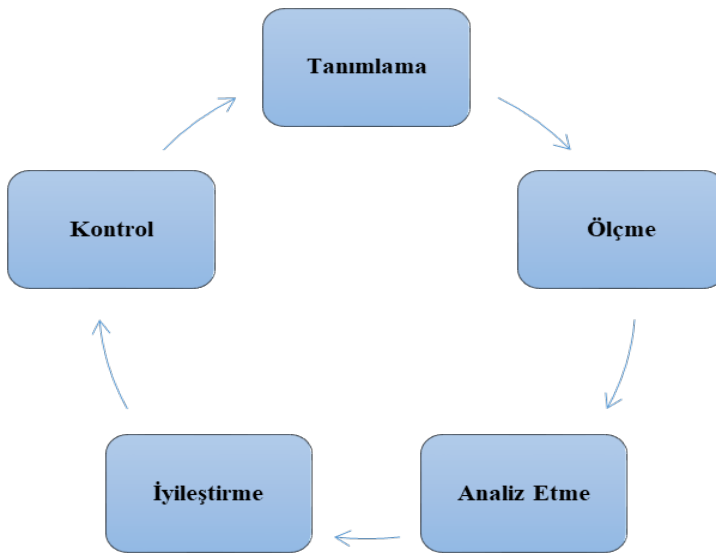 Tanımlama
Ölçme
Analiz Etme
İyileştirme
Kontrol